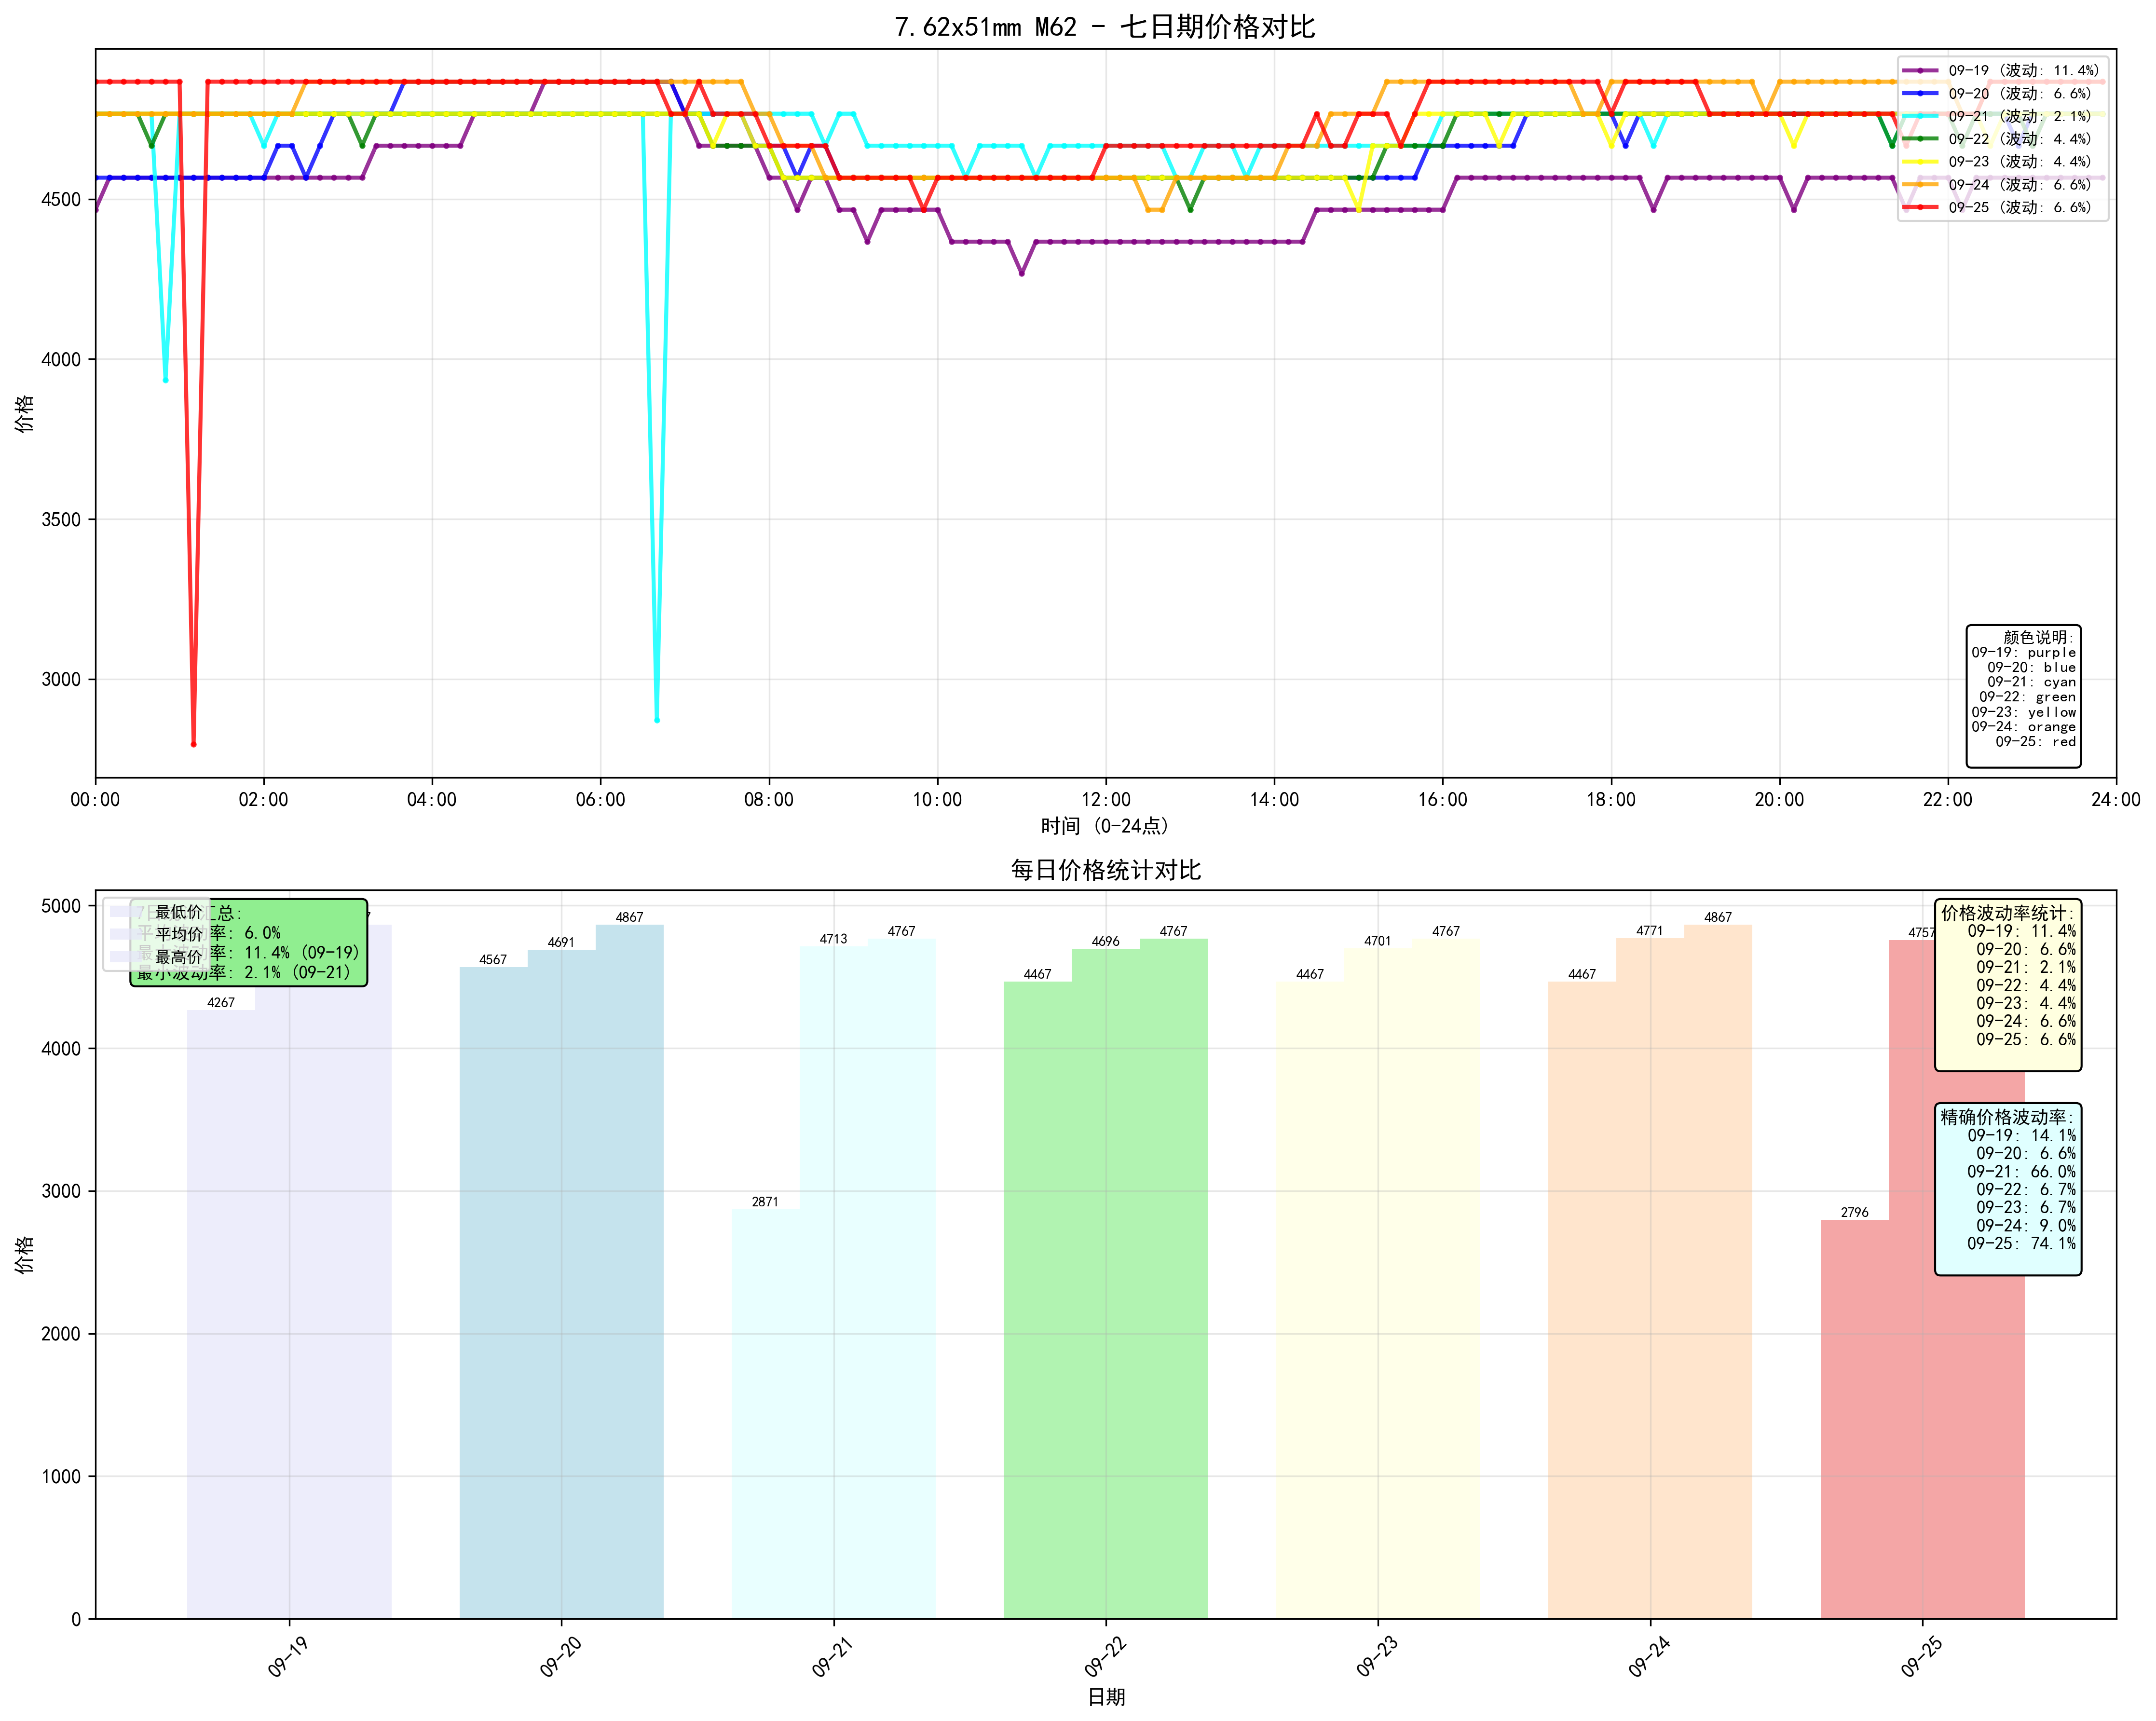 7.62x51mm M62 - 七日期价格对比
09-19 (波动: 11.4%)
09-20 (波动: 6.6%)
09-21 (波动: 2.1%)
09-22 (波动: 4.4%)
09-23 (波动: 4.4%)
09-24 (波动: 6.6%)
09-25 (波动: 6.6%)
4500
4000
3500
3000
价格
颜色说明:
09-19: purple
09-20: blue
09-21: cyan
09-22: green
09-23: yellow
09-24: orange
09-25: red
00:00 02:00 04:00 06:00 08:00 10:00 12:00 14:00 16:00 18:00 20:00 22:00 24:00
时间 (0-24点)
每日价格统计对比
5000
4000
3000
2000
1000
0
价格
最低价
平均价
最高价
7日 汇总:
率: 6.0%
率: 11.4% (09-19)
最小波动率: 2.1% (09-21)
4267
4567 4691 4867
2871 4713 4767
4467 4696 4767
4467 4701 4767
4467 4771 4867
2796 4757
价格波动率统计:
09-19: 11.4%
09-20: 6.6%
09-21: 2.1%
09-22: 4.4%
09-23: 4.4%
09-24: 6.6%
09-25: 6.6%
精确价格波动率:
09-19: 14.1%
09-20: 6.6%
09-21: 66.0%
09-22: 6.7%
09-23: 6.7%
09-24: 9.0%
09-25: 74.1%
09-19 09-20 09-21 09-22 09-23 09-24 09-25
日期